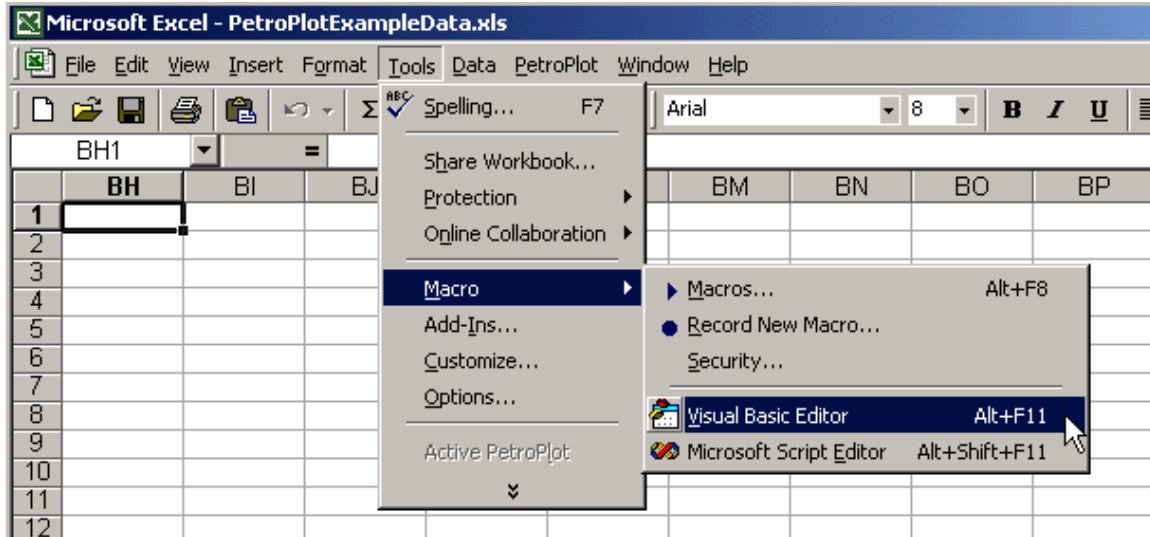 Microsoft Excel - PetroPlotExampleData.xls
File Edit View Insert Format Tools Data PetroPlot Window Help
Σ ABC Spelling... F7 Arial 8 B I U
BH1 =
Share Workbook...
BH BI BJ BM BN BO BP
Protection
1
Online Collaboration
2
3
Macro Macros... Alt+F8
4
Add-Ins... Record New Macro...
5
Customize... Security...
6
7
Options...
8 Visual Basic Editor Alt+F11
9
Active PetroPlot Microsoft Script Editor Alt+Shift+F11
10
11
12